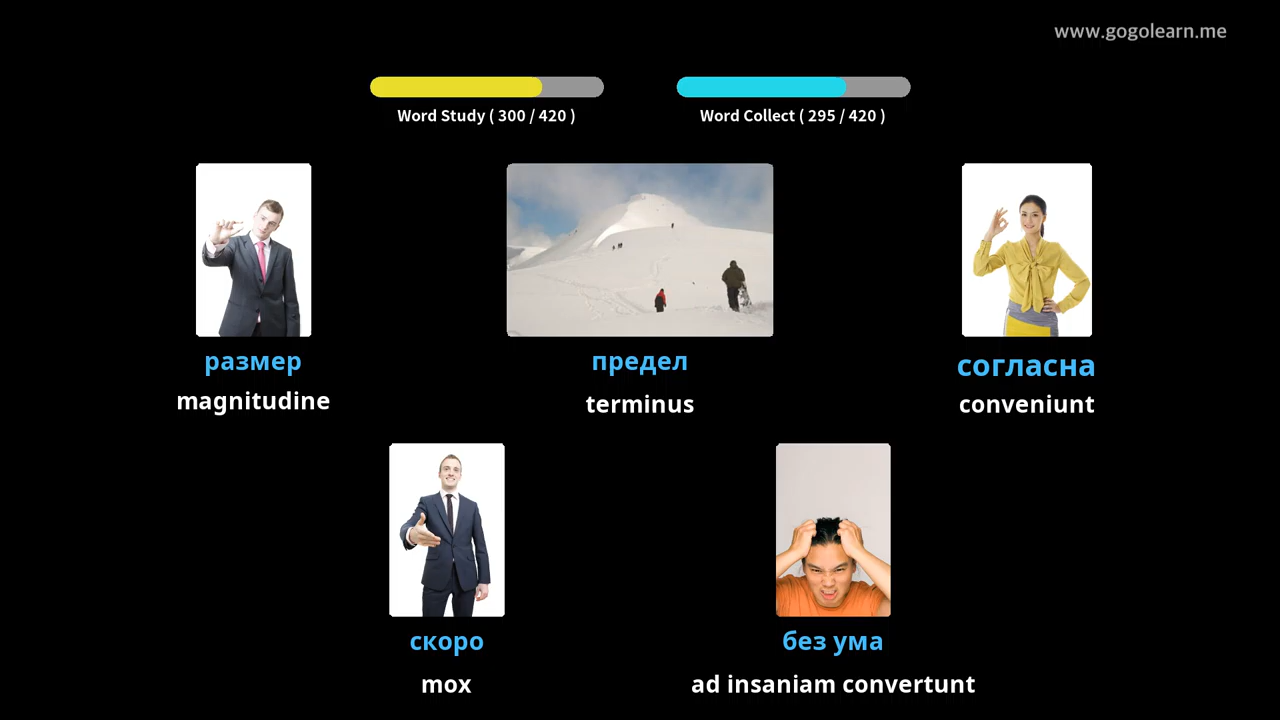 www.gogolearn.me
Word Study ( 300 / 420 )
Word Collect ( 295 / 420 )
размер
magnitudine
предел
terminus
согласна
conveniunt
скоро
mox
без ума
ad insaniam convertunt